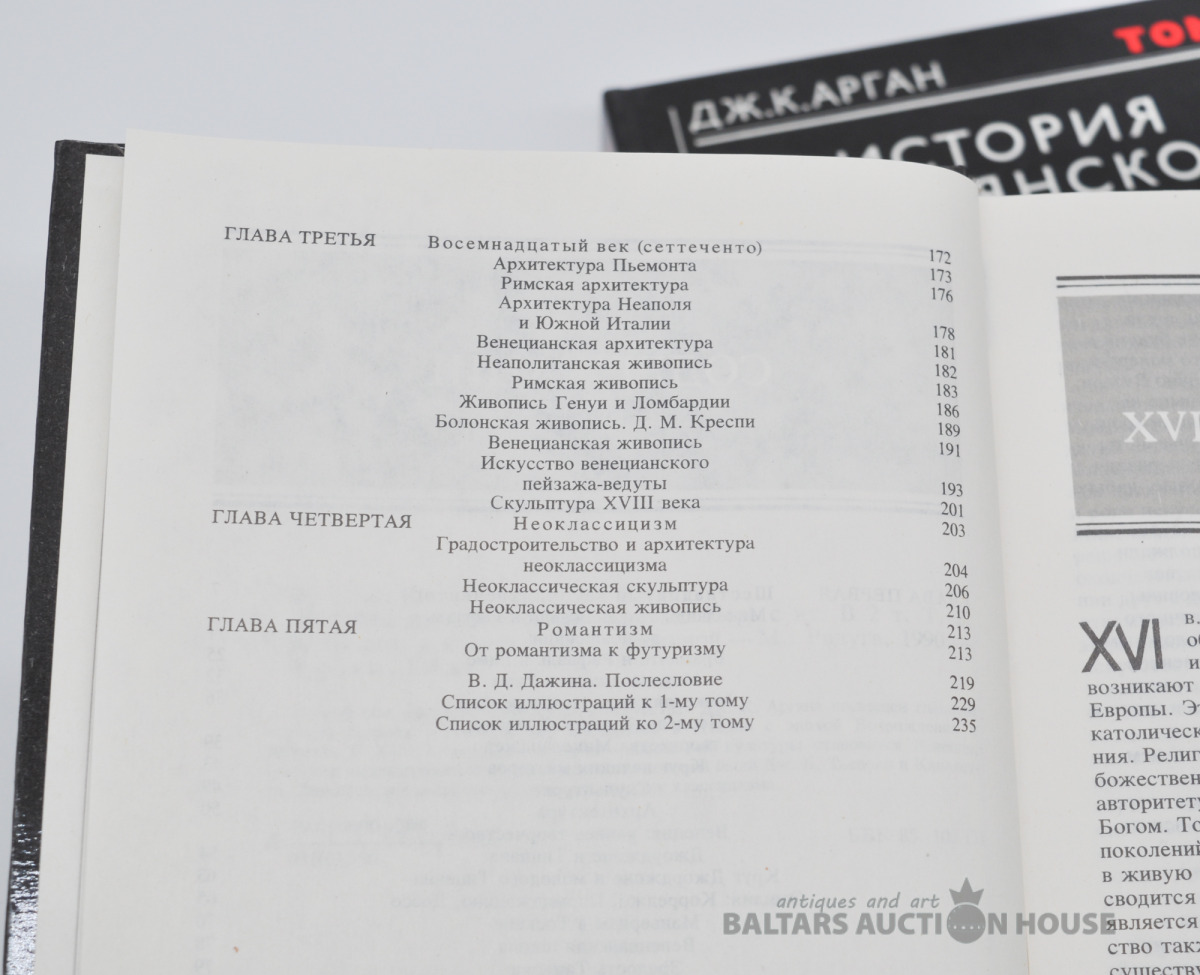 ТОМ
ДЖ.К.АРГАН
ИСТОРИЯ
ГЛАВА ТРЕТЬЯ Восемнадцатый век (сеттеченто) 172
Архитектура Пьемонта 173
Римская архитектура 176
Архитектура Неаполя
и Южной Италии 178
Венецианская архитектура 181
Неаполитанская живопись 182
Римская живопись 183
Живопись Генуи и Ломбардии 186
Болонская живопись. Д. М. Креспи 189
Венецианская живопись 191
Искусство венецианского
пейзажа-ведуты 193
Скульптура XVIII века 201
ГЛАВА ЧЕТВЕРТАЯ Неоклассицизм 203
Градостроительство и архитектура
неоклассицизма 204
Неоклассическая скульптура 206
Неоклассическая живопись 210
ГЛАВА ПЯТАЯ Романтизм 213
От романтизма к футуризму 213
В. Д. Дажина. Послесловие 219
Список иллюстраций к 1-му тому 229
Список иллюстраций ко 2-му тому 235
XVI
XVI в.
возникают
Европы.
католическ
ния. Религ
божествен
авторитету
Богом. То
поколений
в живую
сводится
является
ство такж
существу
antiques and art
BALTARS AUCTION HOUSE